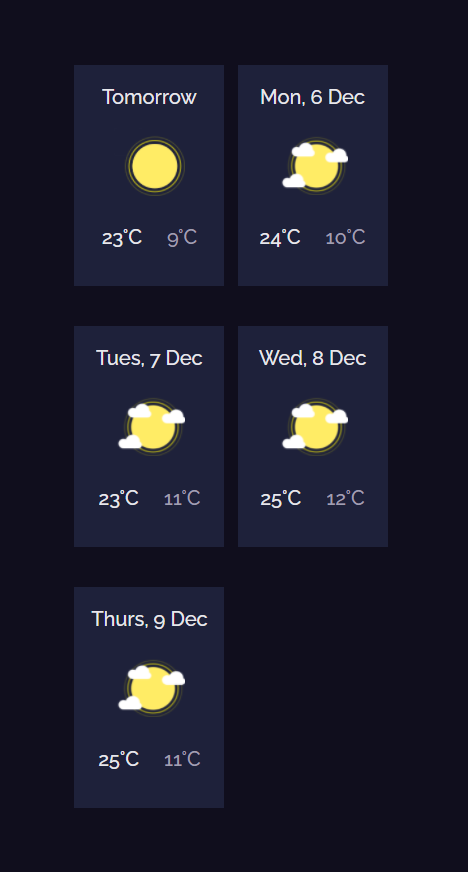 Tomorrow
23°C 9°C
Mon, 6 Dec
24°C 10°C
Tues, 7 Dec
23°C 11°C
Wed, 8 Dec
25°C 12°C
Thurs, 9 Dec
25°C 11°C